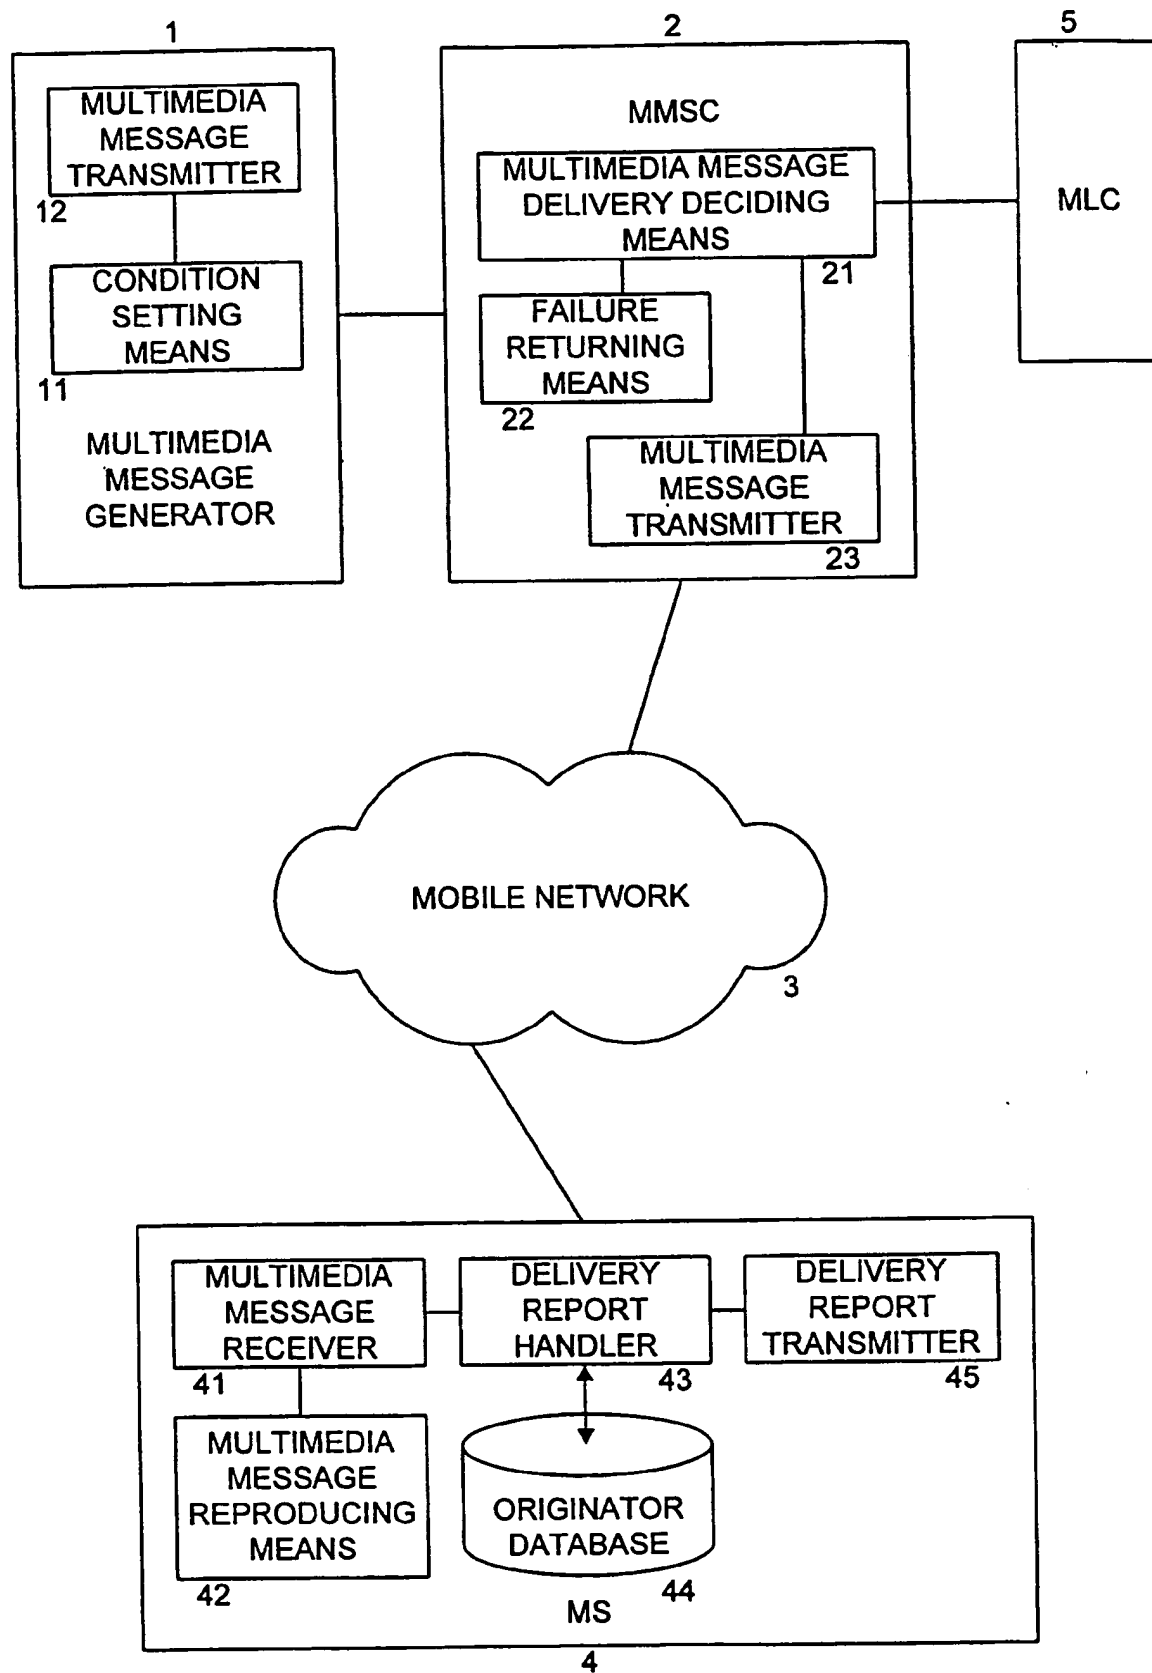 1
MULTIMEDIA
MESSAGE
TRANSMITTER
12
CONDITION
SETTING
MEANS
11
MULTIMEDIA
MESSAGE
GENERATOR
2
MMSC
MULTIMEDIA MESSAGE
DELIVERY DECIDING
MEANS
21
FAILURE
RETURNING
MEANS
22
MULTIMEDIA
MESSAGE
TRANSMITTER
23
5
MLC
MOBILE NETWORK
3
MULTIMEDIA
MESSAGE
RECEIVER
41
DELIVERY
REPORT
HANDLER
43
DELIVERY
REPORT
TRANSMITTER
45
MULTIMEDIA
MESSAGE
REPRODUCING
MEANS
42
ORIGINATOR
DATABASE
44
MS
4